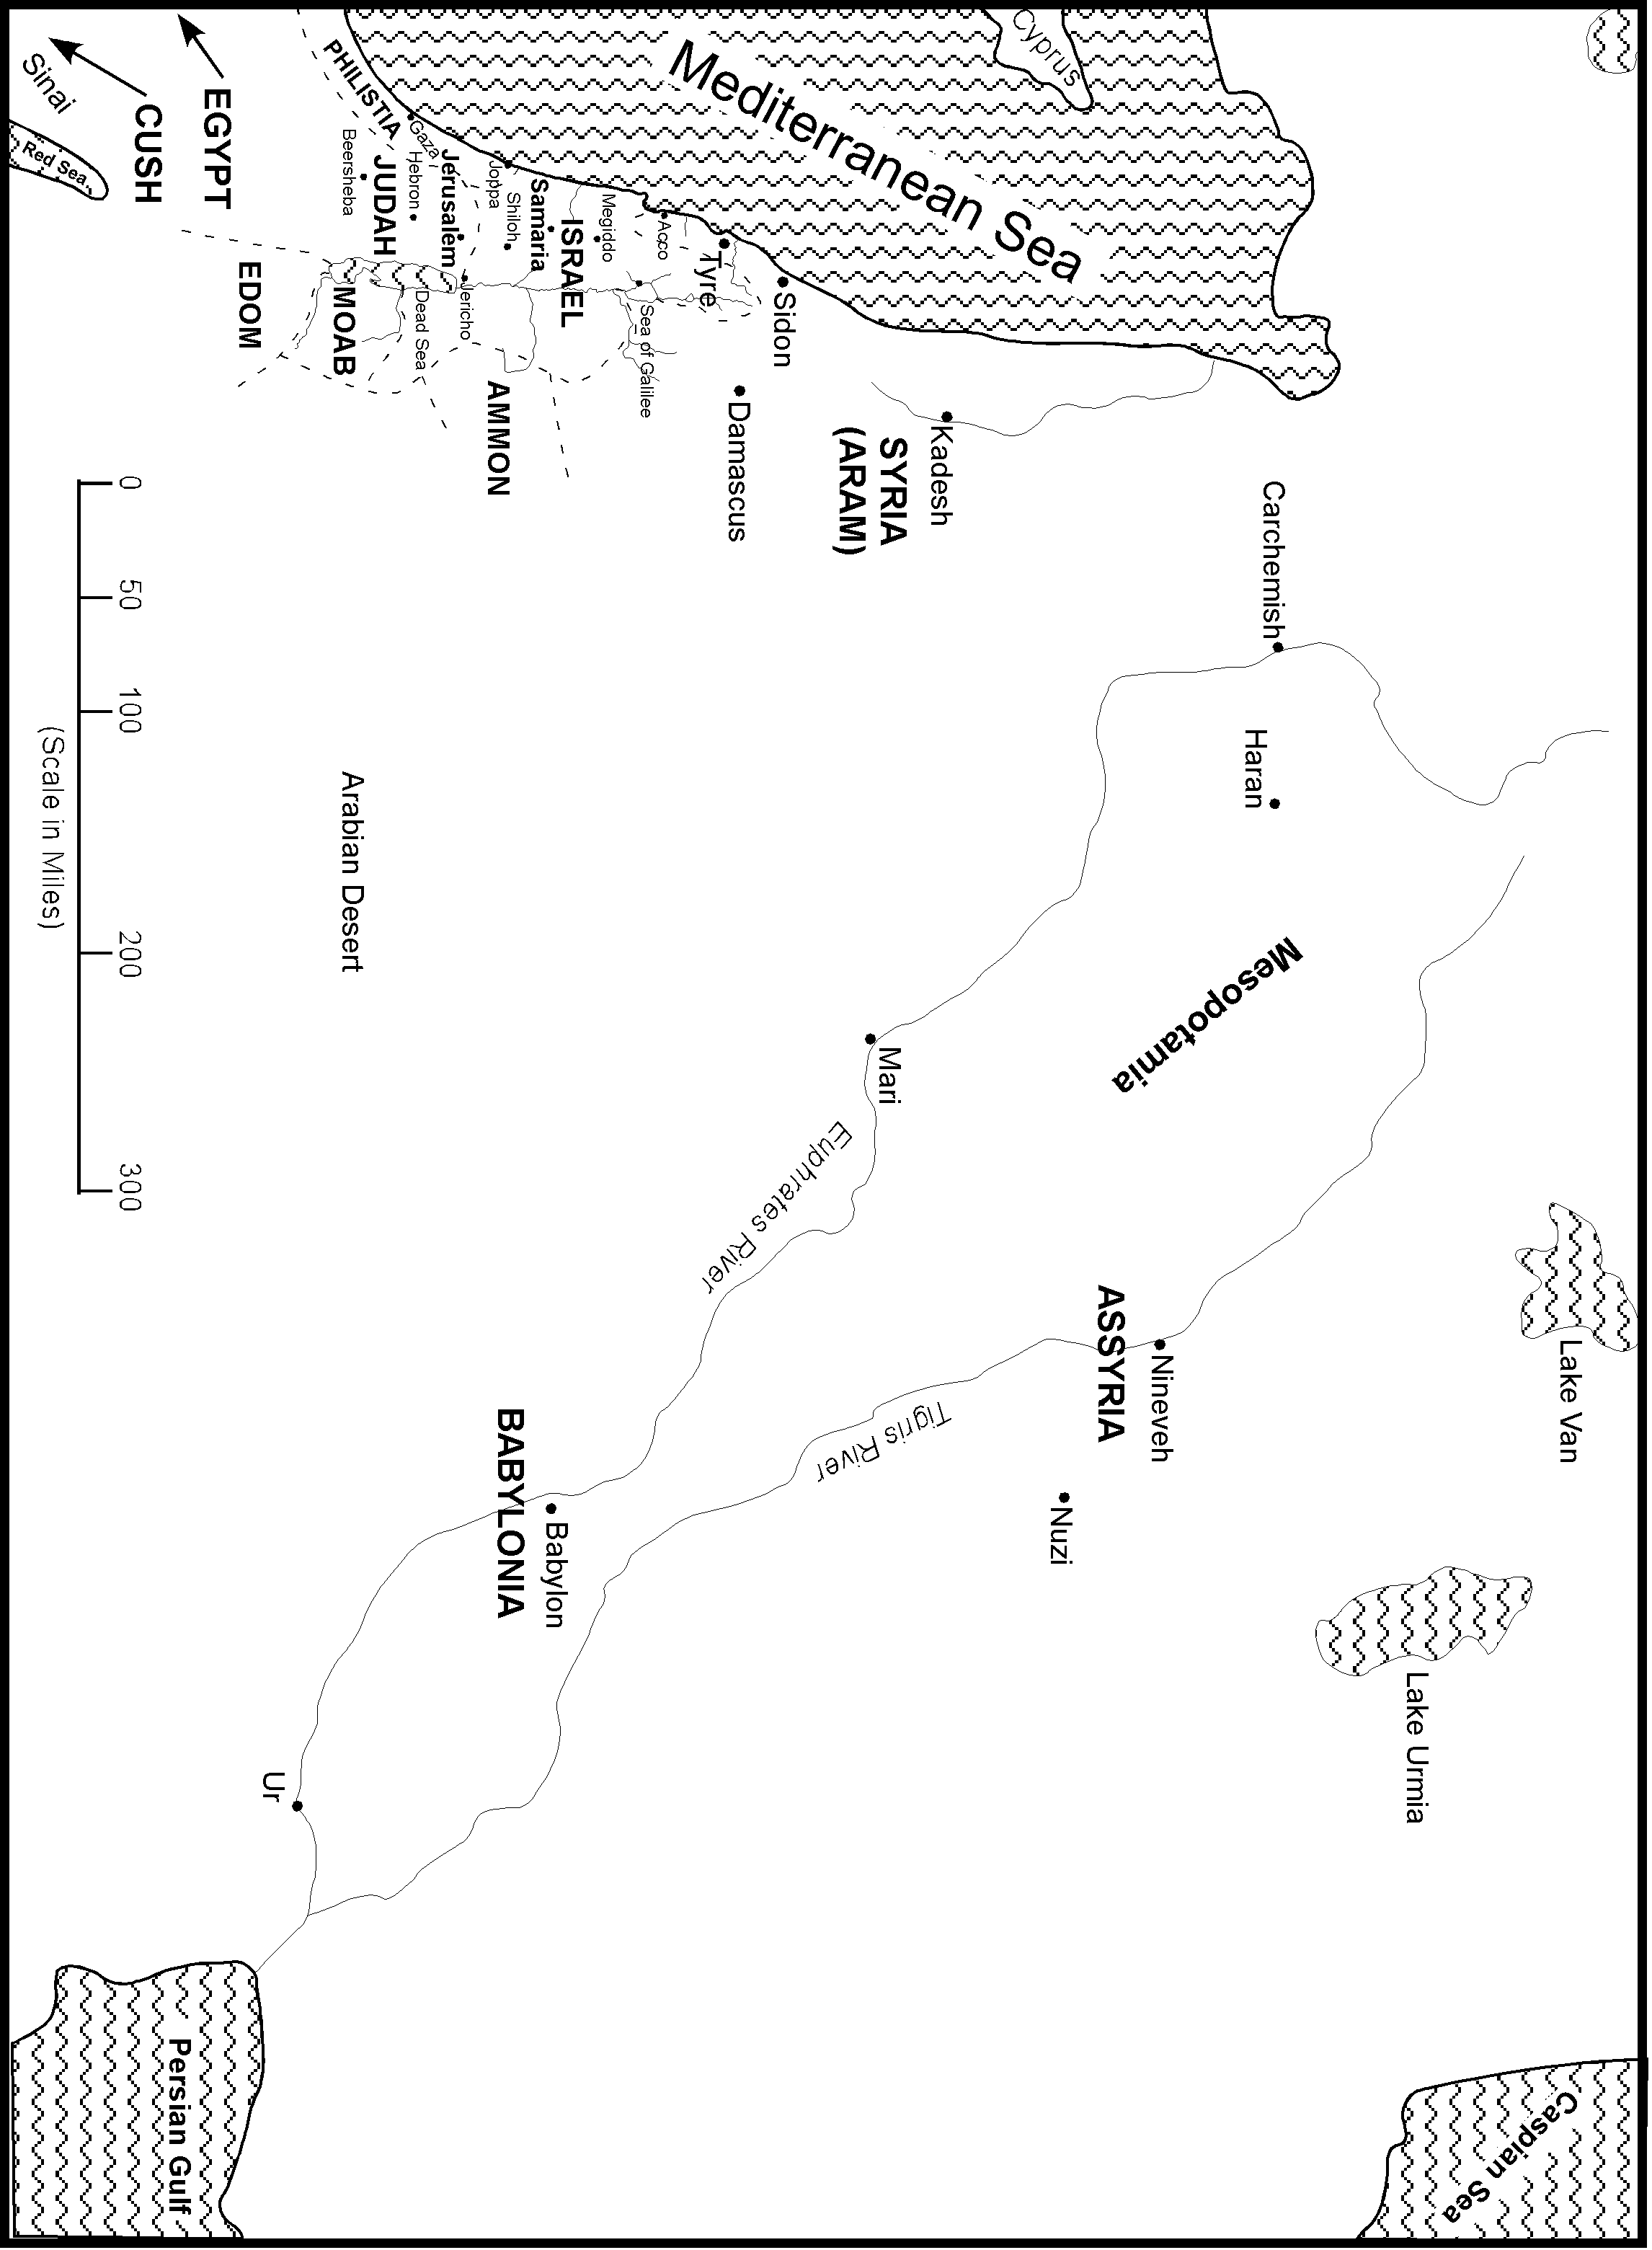 Mediterranean Sea
Cyprus
Sinai
Red Sea
CUSH
EGYPT
PHILISTIA
Gaza
Beersheba
JUDAH
Hebron
Jerusalem
Joppa
Shiloh
Samaria
ISRAEL
Megiddo
Acco
Tyre
Sidon
EDOM
MOAB
Dead Sea
Jericho
Sea of Galilee
AMMON
Damascus
SYRIA
(ARAM)
Kadesh
Carchemish
Haran
Mesopotamia
Mari
Euphrates River
Tigris River
ASSYRIA
Nineveh
Nuzi
Lake Van
Lake Urmia
Caspian Sea
BABYLONIA
Babylon
Ur
Persian Gulf
Arabian Desert
0 50 100 200 300
(Scale in Miles)